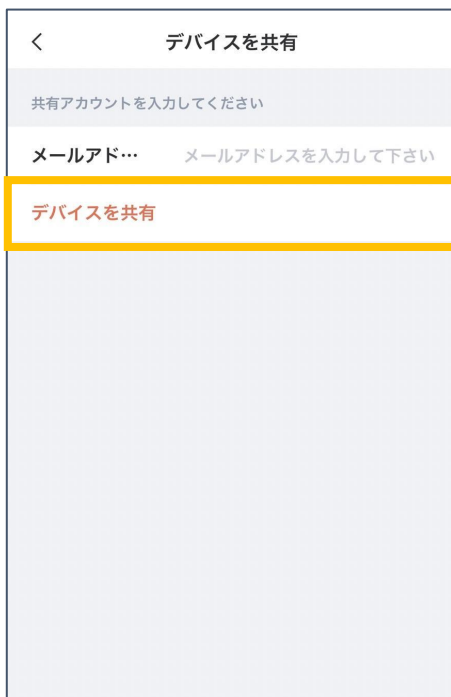 デバイスを共有
共有アカウントを入力してください
メールアド… メールアドレスを入力して下さい
デバイスを共有